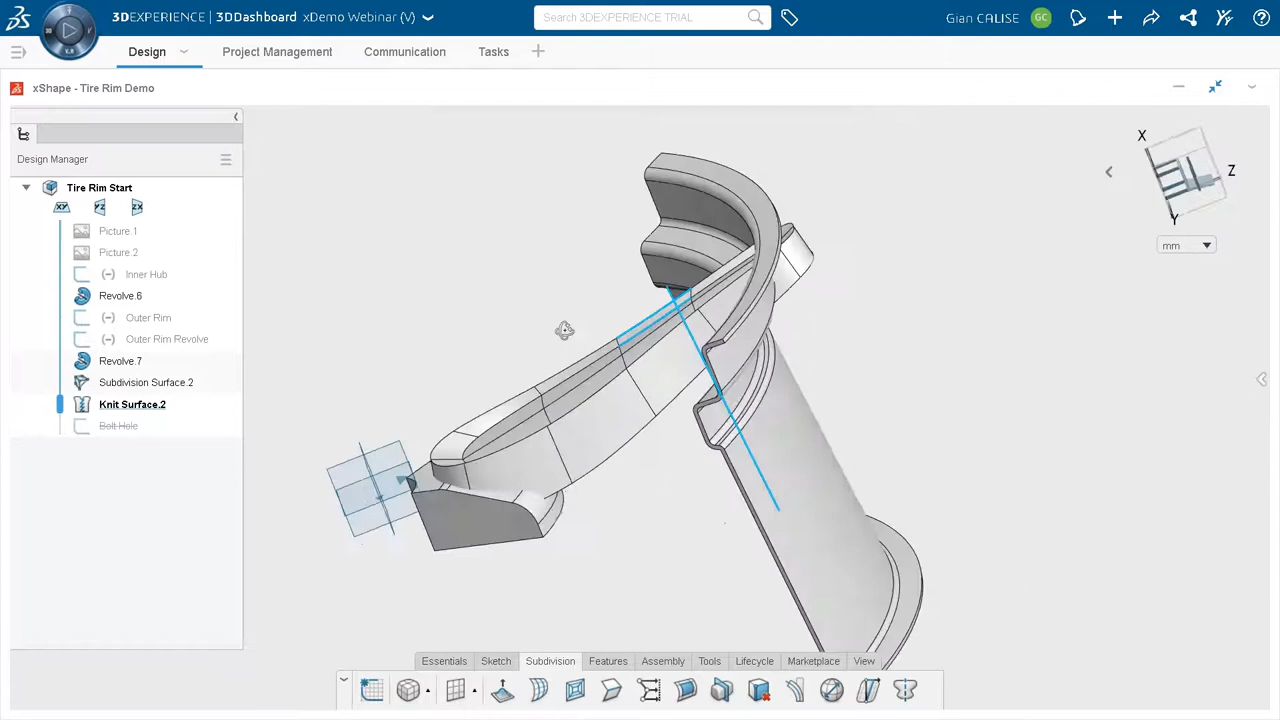 3DEXPERIENCE | 3DDashboard xDemo Webinar (V)
Search 3DEXPERIENCE TRIAL
Gian CALISE GC
3D V.R
Design Project Management Communication Tasks
xShape - Tire Rim Demo
Design Manager
Tire Rim Start
XY YZ ZX
Picture.1
Picture.2
(-) Inner Hub
Revolve.6
(-) Outer Rim
(-) Outer Rim Revolve
Revolve.7
Subdivision Surface.2
Knit Surface.2
Bolt Hole
X
Z
Y
mm
Essentials Sketch Subdivision Features Assembly Tools Lifecycle Marketplace View